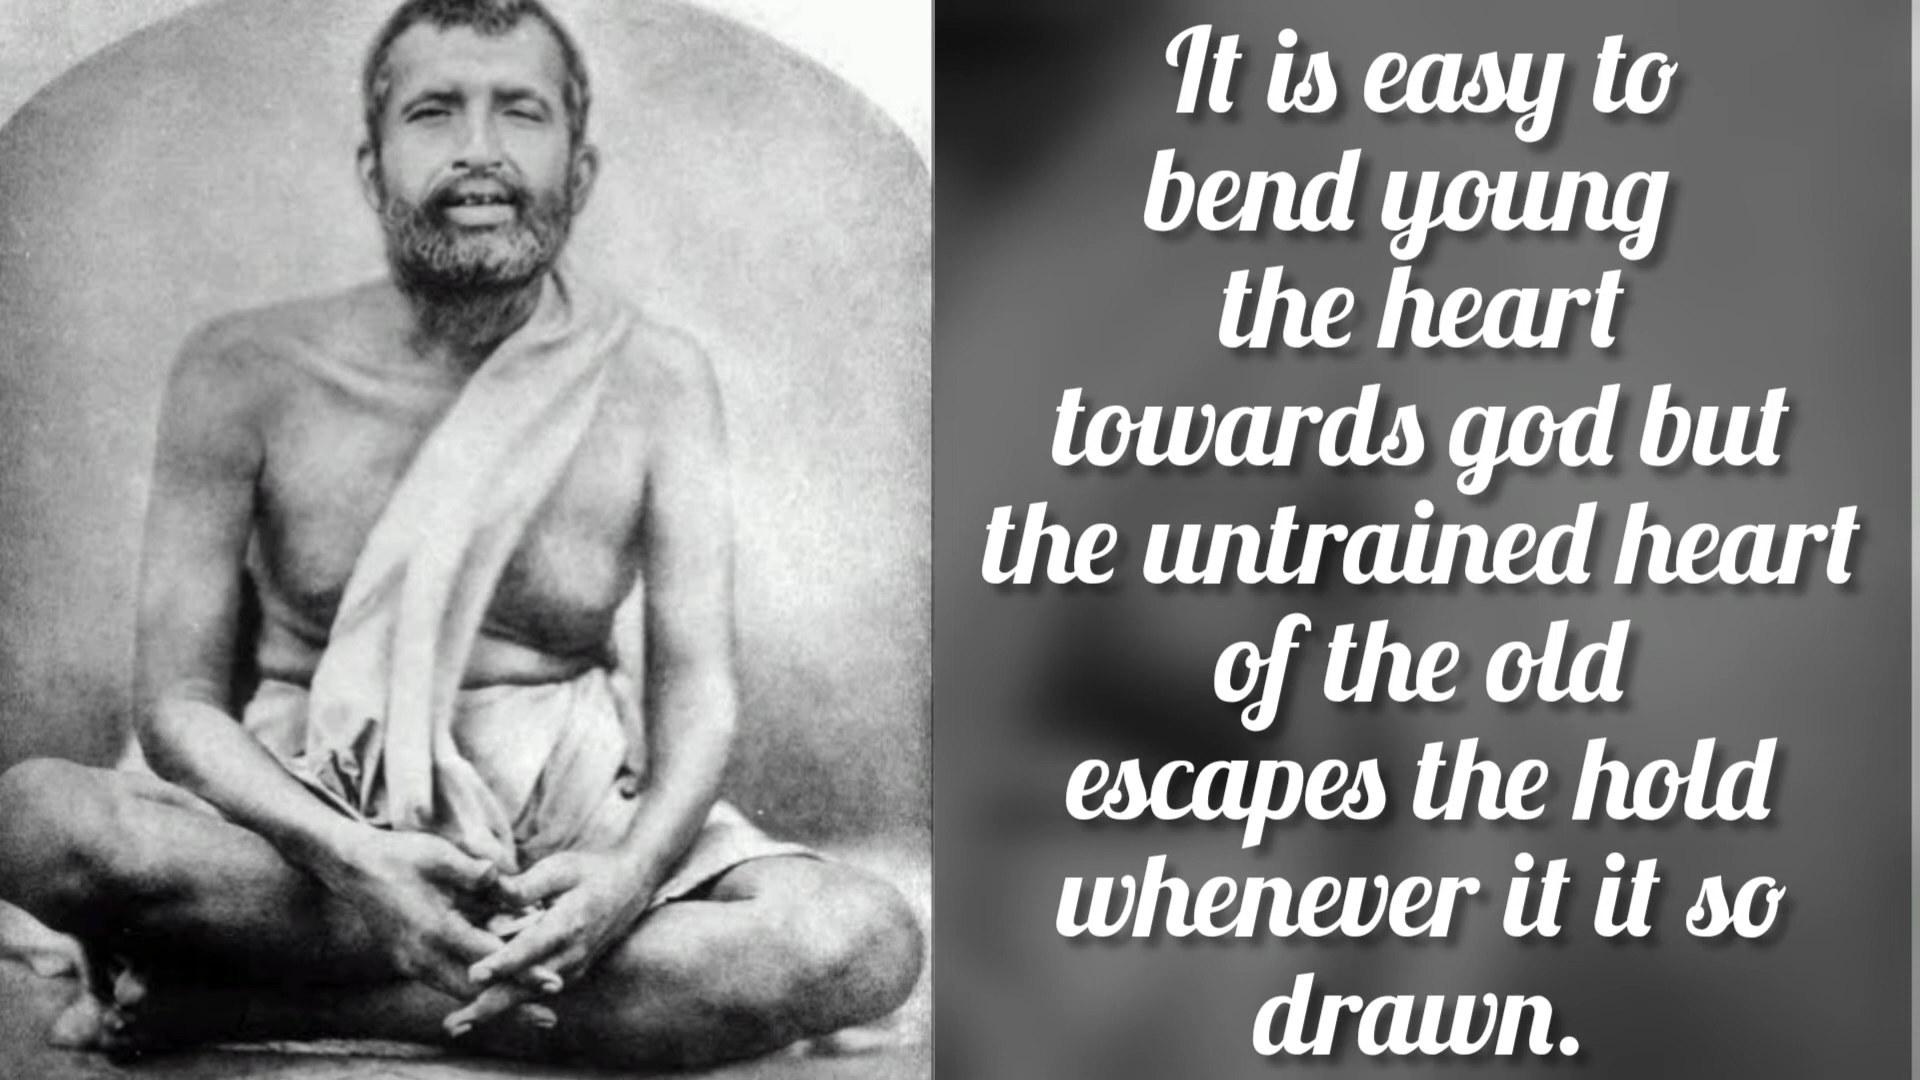 It is easy to
bend young
the heart
towards god but
the untrained heart
of the old
escapes the hold
whenever it it so
drawn.